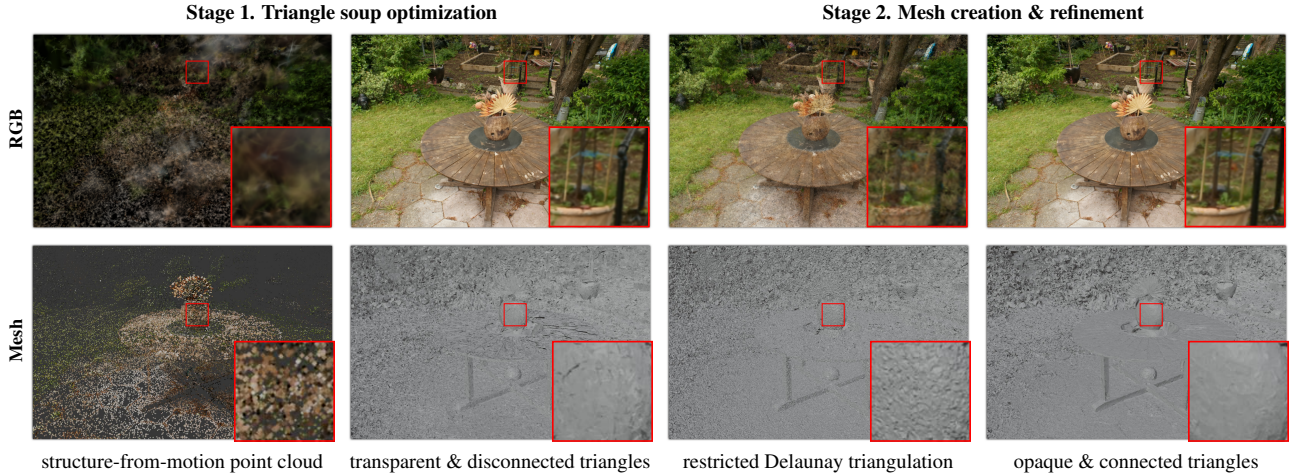 Stage 1. Triangle soup optimization
Stage 2. Mesh creation & refinement
RGB
Mesh
structure-from-motion point cloud
transparent & disconnected triangles
restricted Delaunay triangulation
opaque & connected triangles